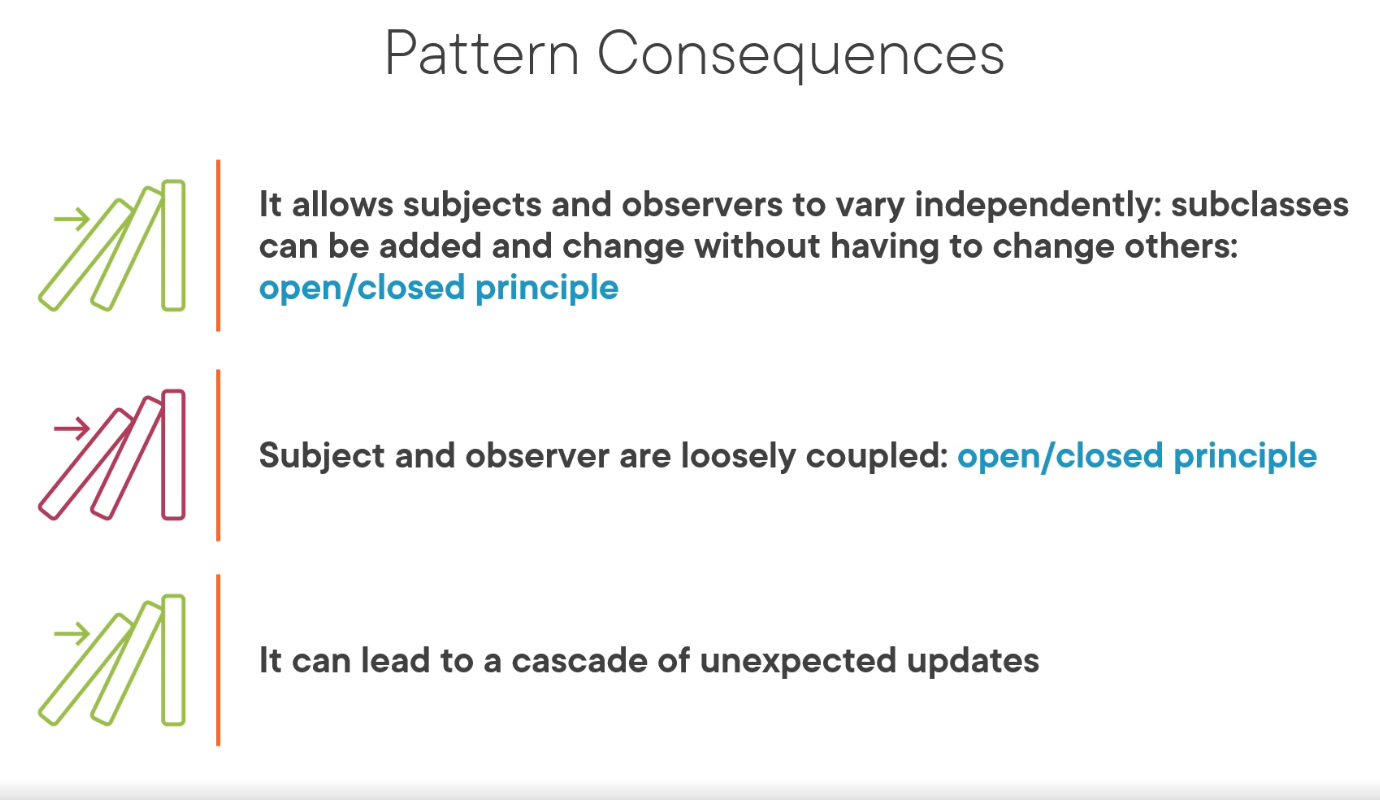 Pattern Consequences
It allows subjects and observers to vary independently: subclasses
can be added and change without having to change others:
open/closed principle
Subject and observer are loosely coupled: open/closed principle
It can lead to a cascade of unexpected updates